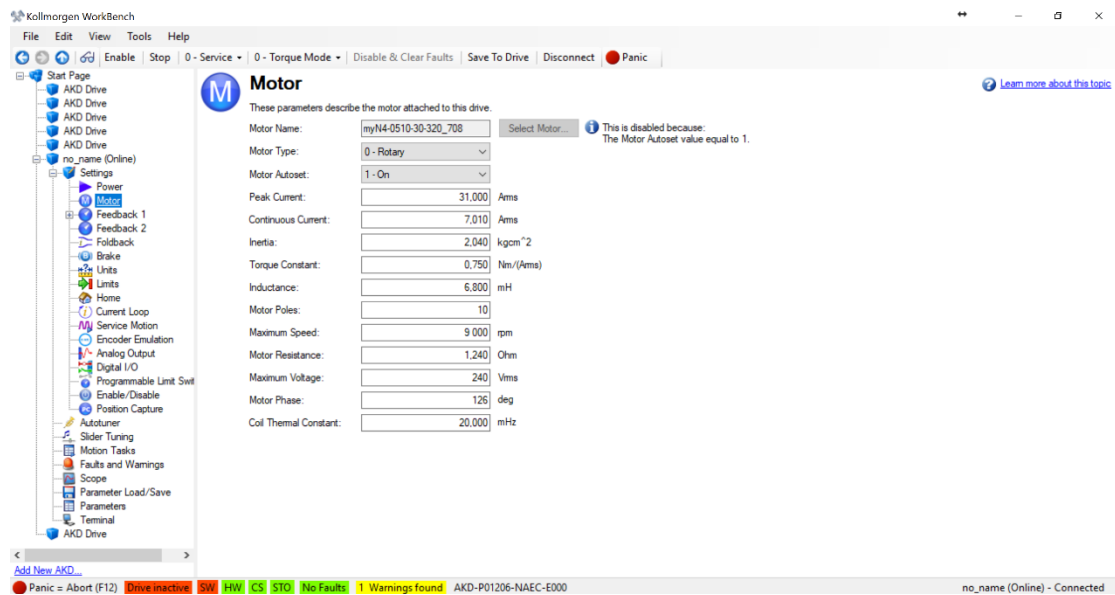 Kollmorgen WorkBench
File Edit View Tools Help
Enable Stop 0 - Service 0 - Torque Mode Disable & Clear Faults Save To Drive Disconnect Panic
Start Page
AKD Drive
AKD Drive
AKD Drive
AKD Drive
AKD Drive
no_name (Online)
Settings
Power
Motor
Feedback 1
Feedback 2
Foldback
Brake
Units
Limits
Home
Current Loop
Service Motion
Encoder Emulation
Analog Output
Digital I/O
Programmable Limit Swit
Enable/Disable
Position Capture
Autotuner
Slider Tuning
Motion Tasks
Faults and Warnings
Scope
Parameter Load/Save
Parameters
Terminal
AKD Drive
Add New AKD...
M Motor
Learn more about this topic
These parameters describe the motor attached to this drive.
Motor Name: myN4-0510-30-320_708 Select Motor... This is disabled because:
The Motor Autoset value equal to 1.
Motor Type: 0 - Rotary
Motor Autoset: 1 - On
Peak Current: 31,000 Arms
Continuous Current: 7,010 Arms
Inertia: 2,040 kgcm^2
Torque Constant: 0,750 Nm/(Arms)
Inductance: 6,800 mH
Motor Poles: 10
Maximum Speed: 9 000 rpm
Motor Resistance: 1,240 Ohm
Maximum Voltage: 240 Vrms
Motor Phase: 126 deg
Coil Thermal Constant: 20,000 mHz
Panic = Abort (F12) Drive inactive SW HW CS STO No Faults 1 Warnings found AKD-P01206-NAEC-E000 no_name (Online) - Connected